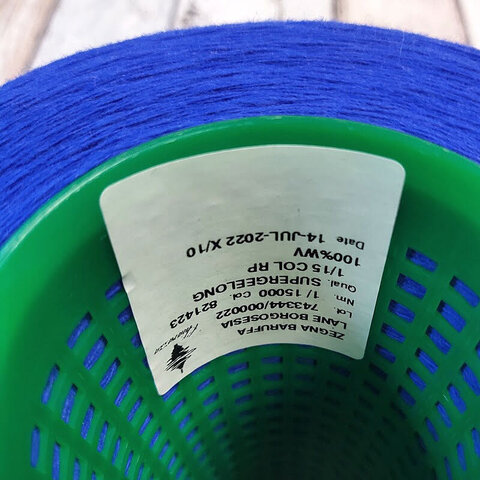 ZEGNA BARUFFA
LANE BORGOSESIA
Lot. 743344/000022
Nm. 1/ 15000 Col. 821423
Qual. SUPERGEELONG
1/15 COL RP
100%WV
Date 14-JUL-2022 X/10